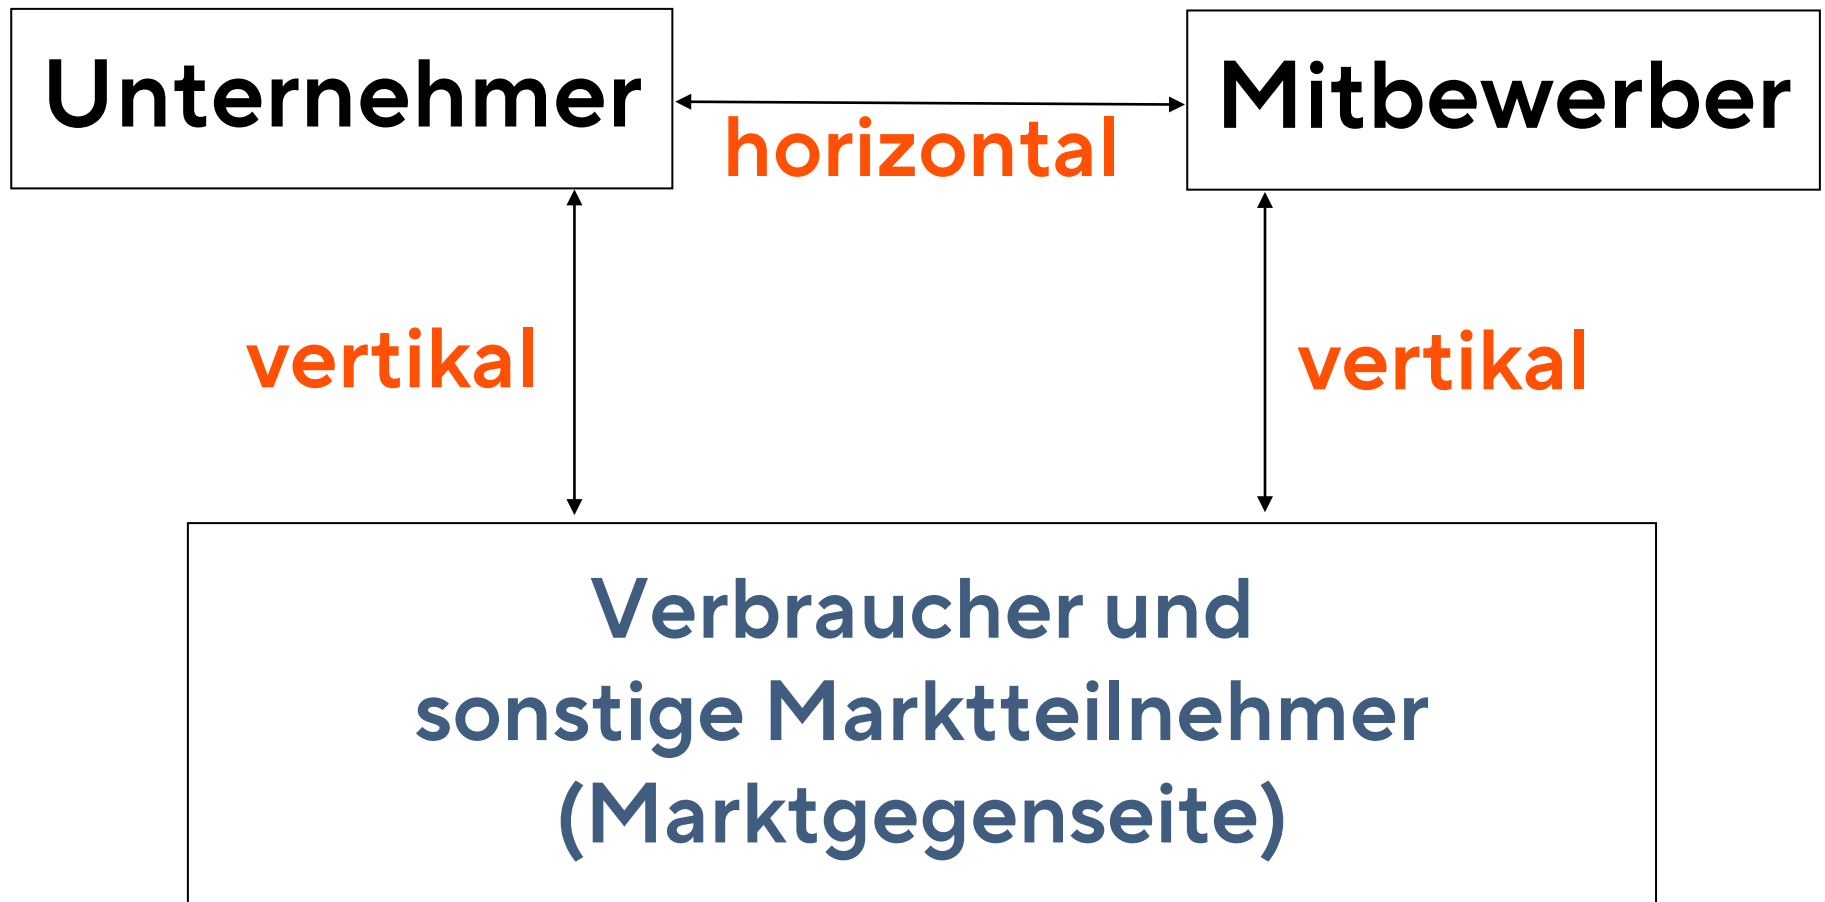 Unternehmer
Mitbewerber
horizontal
vertikal
vertikal
Verbraucher und
sonstige Marktteilnehmer
(Marktgegenseite)